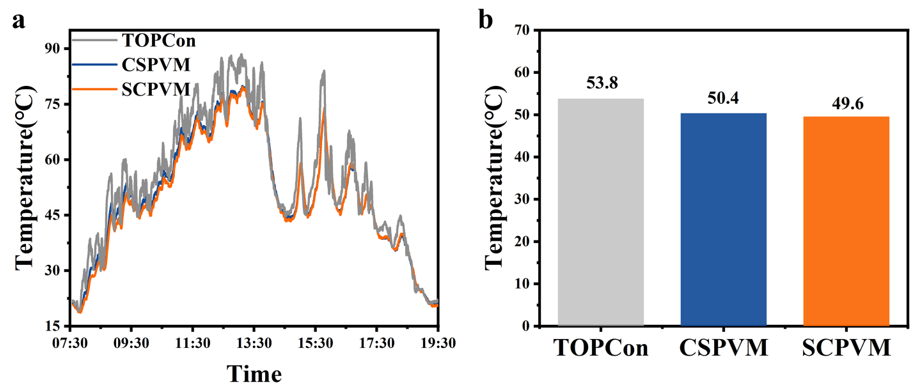 a
TOPCon
CSPVM
SCPVM
Temperature(℃)
90
75
60
45
30
15
07:30 09:30 11:30 13:30 15:30 17:30 19:30
Time
b
Temperature(℃)
70
60
50
40
30
20
10
0
53.8
50.4
49.6
TOPCon CSPVM SCPVM